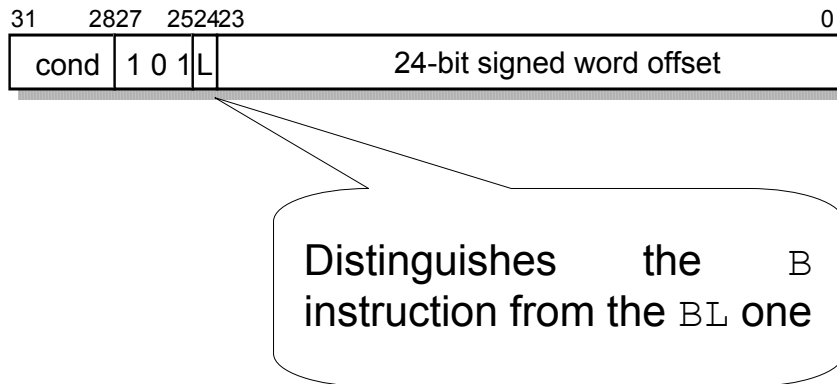 31 2827 252423 0
cond 1 0 1 L 24-bit signed word offset
Distinguishes the B
instruction from the BL one